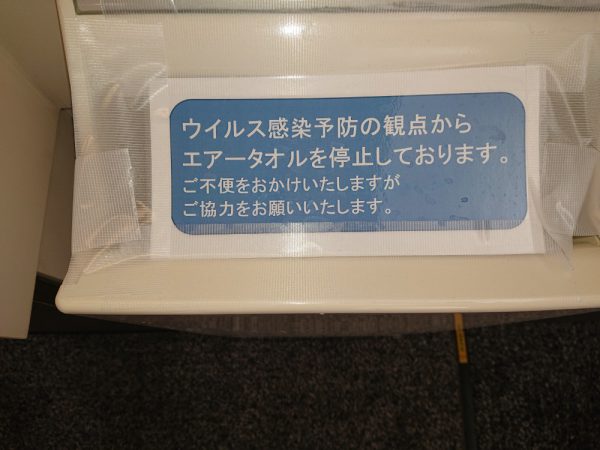 ウイルス感染予防の観点から
エアータオルを停止しております。
ご不便をおかけいたしますが
ご協力をお願いいたします。